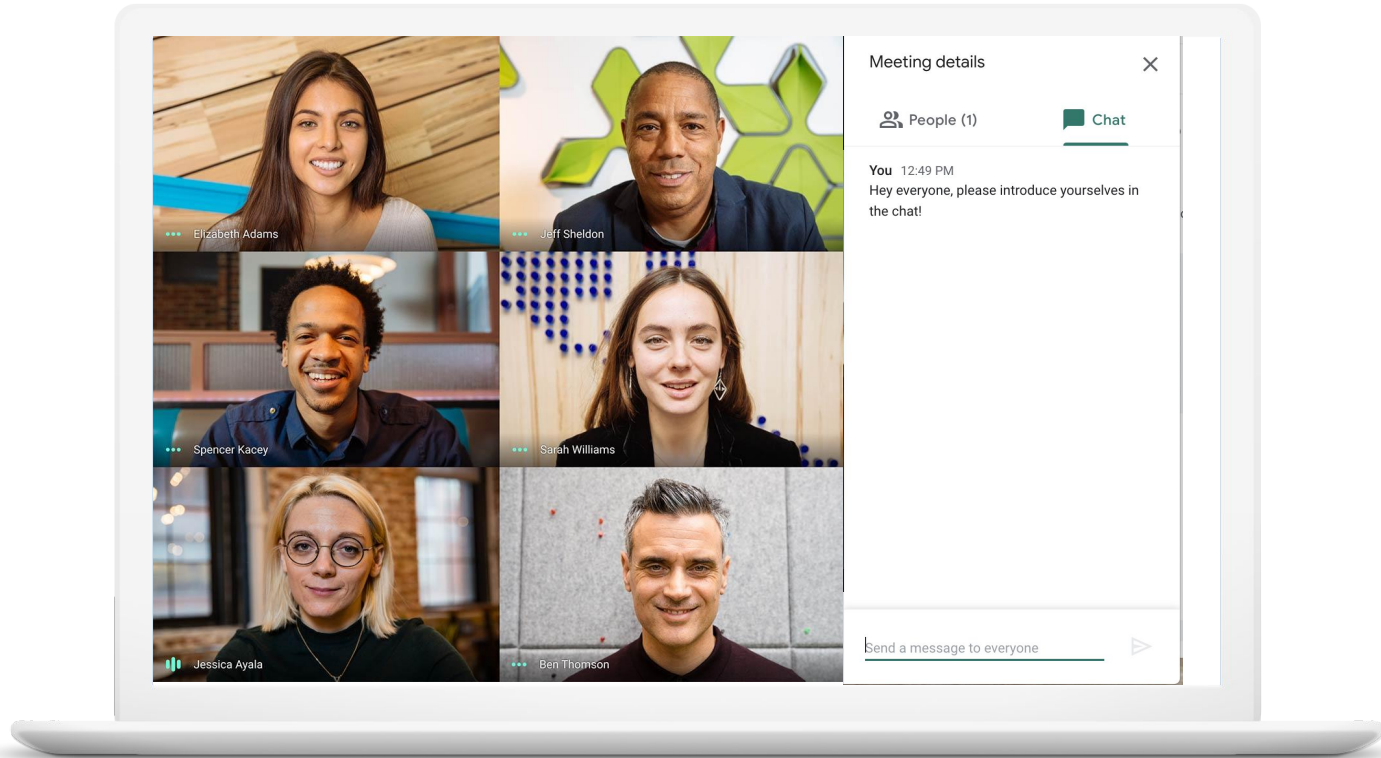 Elizabeth Adams
Jeff Sheldon
Spencer Kacey
Sarah Williams
Jessica Ayala
Ben Thomson
Meeting details
People (1)
Chat
You 12:49 PM
Hey everyone, please introduce yourselves in
the chat!
Send a message to everyone